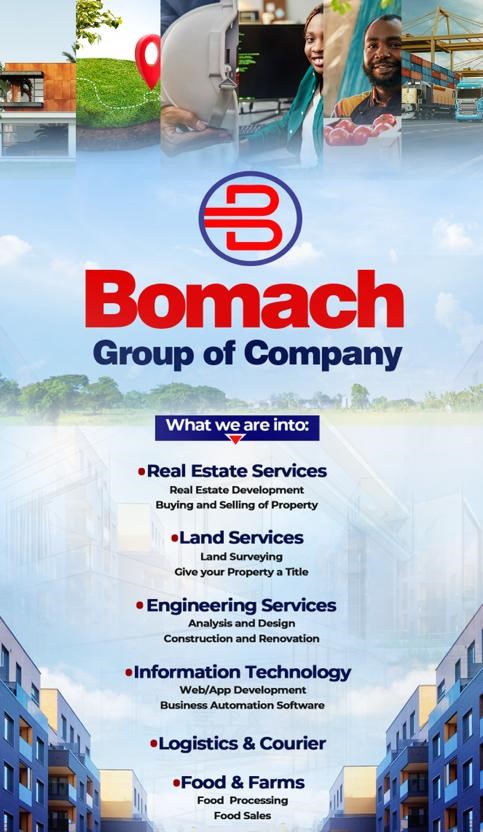 B
Bomach
Group of Company
What we are into:
•Real Estate Services
Real Estate Development
Buying and Selling of Property
•Land Services
Land Surveying
Give your Property a Title
•Engineering Services
Analysis and Design
Construction and Renovation
•Information Technology
Web/App Development
Business Automation Software
•Logistics & Courier
•Food & Farms
Food Processing
Food Sales